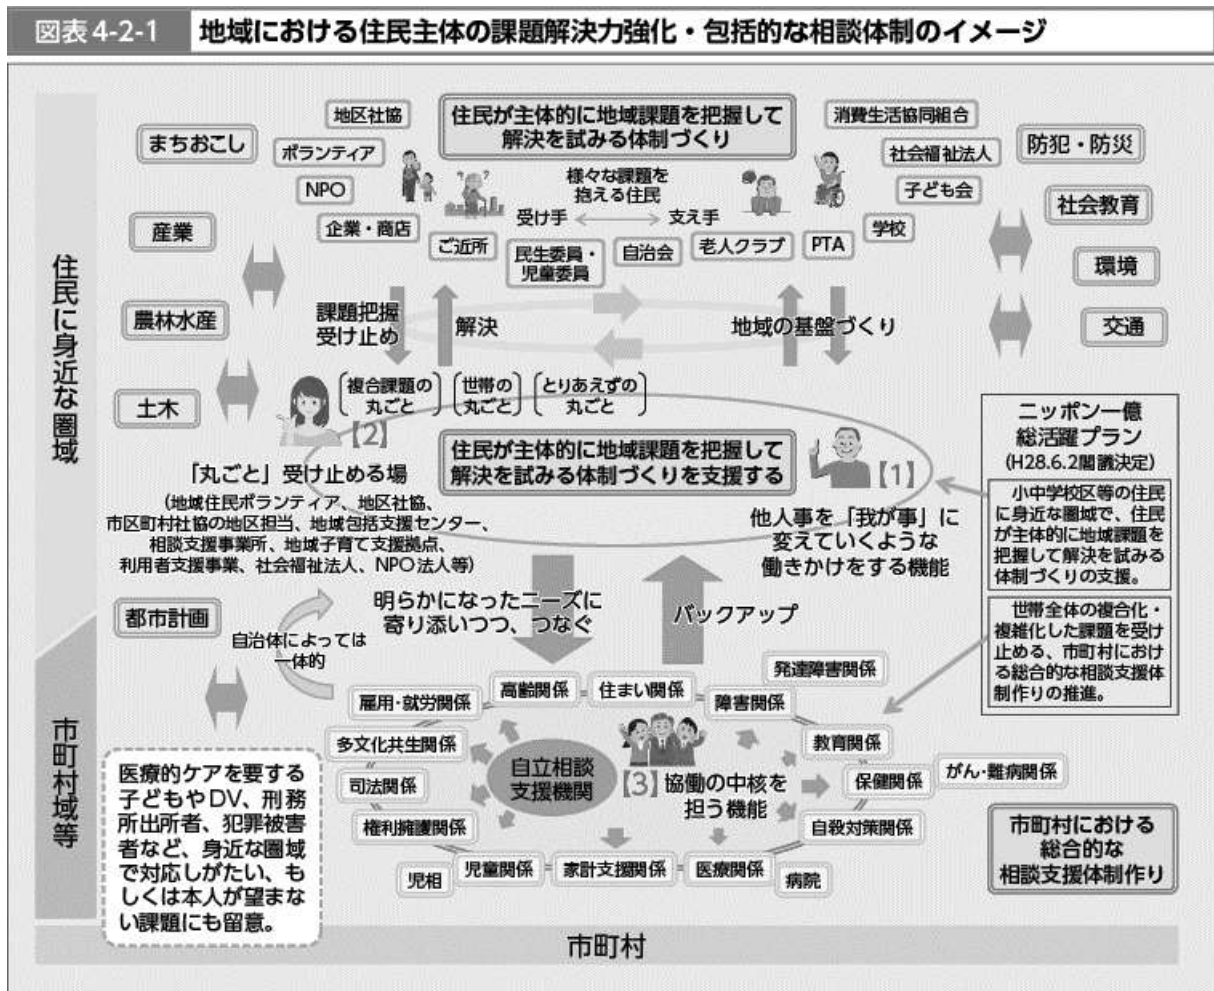 図表4-2-1 地域における住民主体の課題解決力強化・包括的な相談体制のイメージ
住民に身近な圏域
市町村域等
住民が主体的に地域課題を把握して
解決を試みる体制づくり
地区社協
消費生活協同組合
まちおこし
ボランティア
社会福祉法人
防犯・防災
NPO
様々な課題を
抱える住民
子ども会
社会教育
産業
企業・商店
受け手
支え手
学校
ご近所
民生委員・
児童委員
自治会
老人クラブ
PTA
環境
農林水産
課題把握
受け止め
解決
地域の基盤づくり
交通
土木
複合課題の
丸ごと
世帯の
丸ごと
とりあえずの
丸ごと
【2】
住民が主体的に地域課題を把握して
解決を試みる体制づくりを支援する
【1】
「丸ごと」受け止める場
(地域住民ボランティア、地区社協、
市区町村社協の地区担当、地域包括支援センター、
相談支援事業所、地域子育て支援拠点、
利用者支援事業、社会福祉法人、NPO法人等)
他人事を「我が事」に
変えていくような
働きかけをする機能
ニッポン一億
総活躍プラン
(H28.6.2閣議決定)
小中学校区等の住民
に身近な圏域で、住民
が主体的に地域課題を
把握して解決を試みる
体制づくりの支援。
世帯全体の複合化・
複雑化した課題を受け
止める、市町村におけ
る総合的な相談支援体
制作りの推進。
都市計画
自治体によっては
一体的
明らかになったニーズに
寄り添いつつ、つなぐ
バックアップ
雇用・就労関係
高齢関係
住まい関係
障害関係
発達障害関係
多文化共生関係
教育関係
司法関係
自立相談
支援機関
【3】
協働の中核を
担う機能
保健関係
がん・難病関係
権利擁護関係
自殺対策関係
児相
児童関係
家計支援関係
医療関係
病院
医療的ケアを要する
子どもやDV、刑務
所出所者、犯罪被害
者など、身近な圏域
で対応しがたい、も
しくは本人が望まな
い課題にも留意。
市町村における
総合的な
相談支援体制作り
市町村